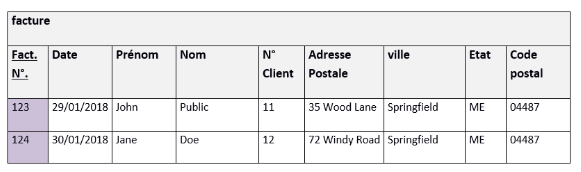 facture
Fact. N°. Date Prénom Nom N° Client Adresse Postale ville Etat Code postal
123 29/01/2018 John Public 11 35 Wood Lane Springfield ME 04487
124 30/01/2018 Jane Doe 12 72 Windy Road Springfield ME 04487